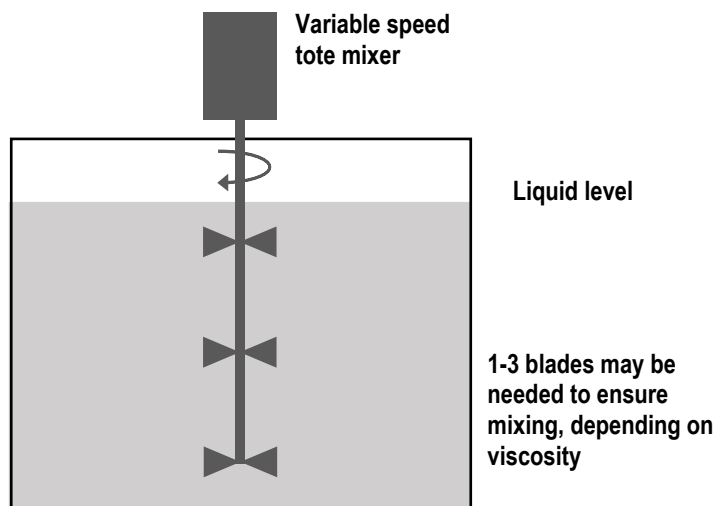 Variable speed
tote mixer
Liquid level
1-3 blades may be
needed to ensure
mixing, depending on
viscosity